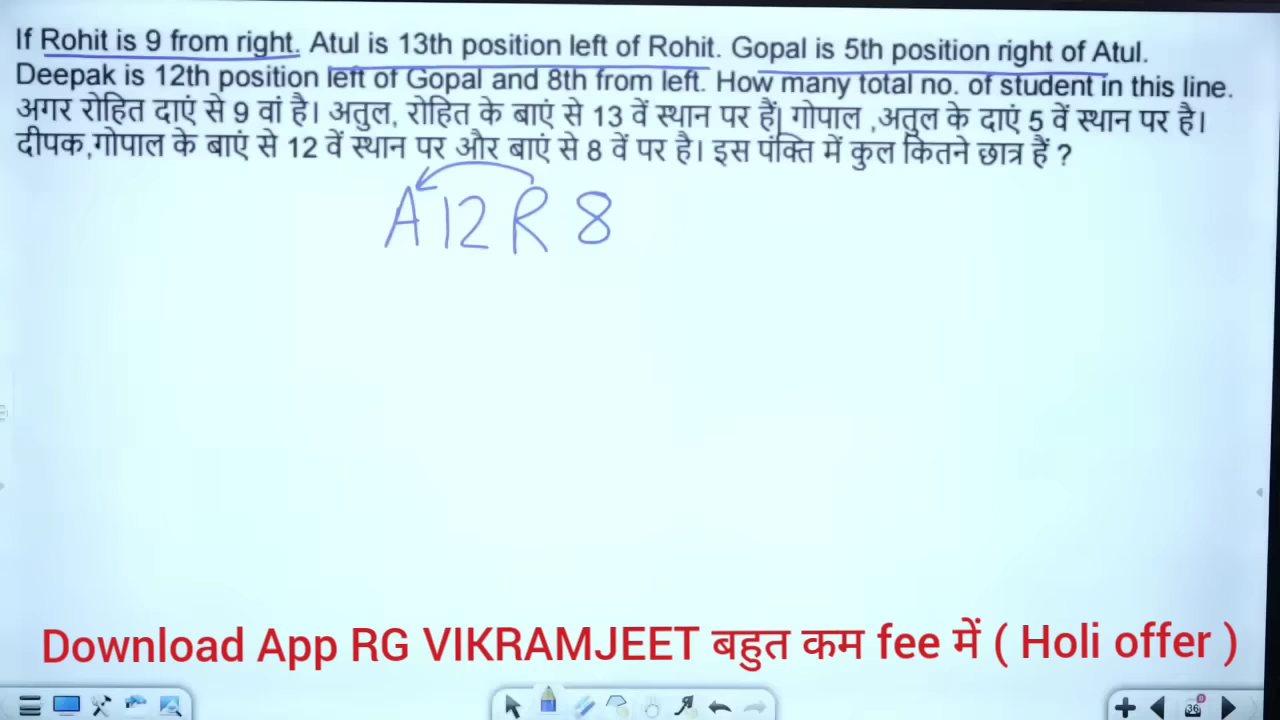 If Rohit is 9 from right. Atul is 13th position left of Rohit. Gopal is 5th position right of Atul.
Deepak is 12th position left of Gopal and 8th from left. How many total no. of student in this line.
अगर रोहित दाएं से 9 वां है। अतुल, रोहित के बाएं से 13 वें स्थान पर हैं| गोपाल ,अतुल के दाएं 5 वें स्थान पर है।
दीपक,गोपाल के बाएं से 12 वें स्थान पर और बाएं से 8 वें पर है। इस पंक्ति में कुल कितने छात्र हैं ?
A 12 R 8
Download App RG VIKRAMJEET बहुत कम fee में ( Holi offer )
36